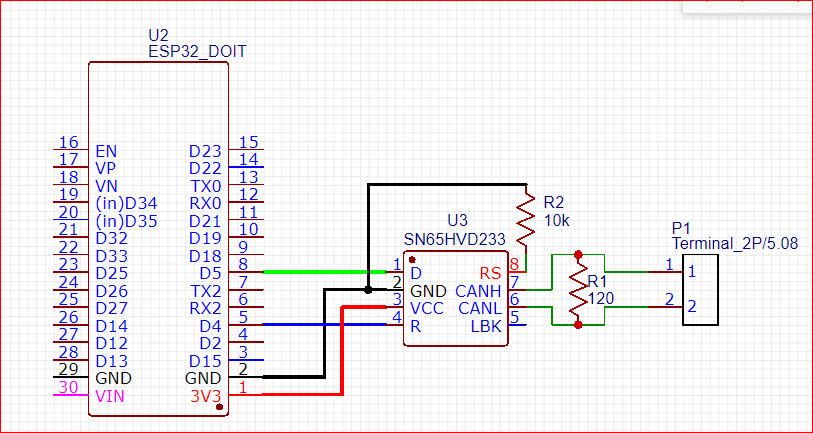 U2
ESP32_DOIT
16 EN D23 15
17 VP D22 14
18 VN TX0 13
19 (in)D34 RX0 12
20 (in)D35 D21 11
21 D32 D19 10
22 D33 D18 9
23 D25 D5 8
24 D26 TX2 7
25 D27 RX2 6
26 D14 D4 5
27 D12 D2 4
28 D13 D15 3
29 GND GND 2
30 VIN 3V3 1
U3
SN65HVD233
1 D RS 8
2 GND CANH 7
3 VCC CANL 6
4 R LBK 5
R2
10k
R1
120
P1
Terminal_2P/5.08
1 1
2 2